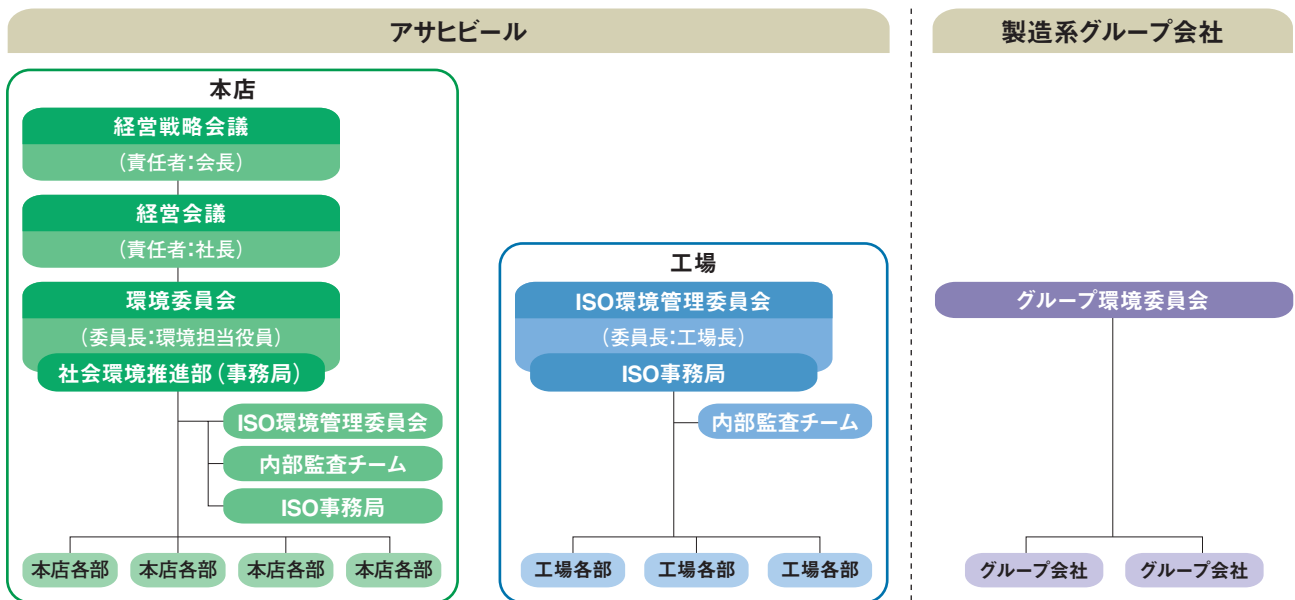 アサヒビール
製造系グループ会社
本店
経営戦略会議
(責任者:会長)
経営会議
(責任者:社長)
環境委員会
(委員長:環境担当役員)
社会環境推進部(事務局)
ISO環境管理委員会
内部監査チーム
ISO事務局
本店各部
本店各部
本店各部
本店各部
工場
ISO環境管理委員会
(委員長:工場長)
ISO事務局
内部監査チーム
工場各部
工場各部
工場各部
グループ環境委員会
グループ会社
グループ会社